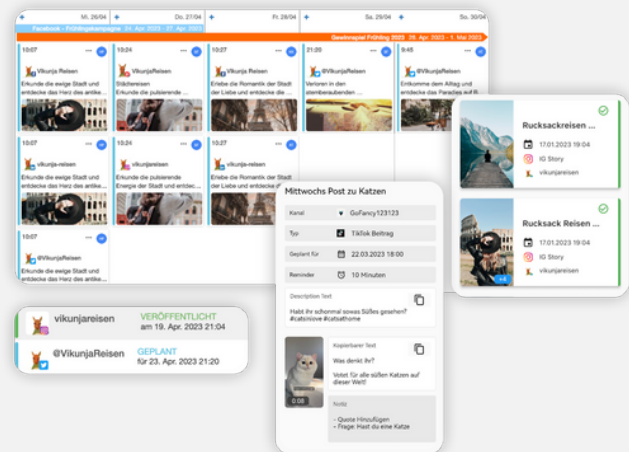 Mi. 26/04
Do. 27/04
Fr. 28/04
Sa. 29/04
So. 30/04
Facebook - Frühlingskampagne 24. Apr. 2023 - 27. Apr. 2023
Gewinnspiel Frühling 2023 28. Apr. 2023 - 1. Mai 2023
10:07
Vikunja Reisen
Erkunde die ewige Stadt und
entdecke das Herz des antike...
10:24
Vikunja Reisen
Städtereisen
Erkunde die pulsierende ...
10:27
Vikunja Reisen
Erlebe die Romantik der Stadt
der Liebe und entdecke die ...
21:20
@VikunjaReisen
Verloren in den
sternberaubenden ...
9:45
@VikunjaReisen
Entkomme dem Alltag und
entdecke das Paradies auf B...
10:07
vikunja-reisen
Erkunde die ewige Stadt und
entdecke das Herz des antike...
10:24
vikunjareisen
Erkunde die pulsierende
Energie der Stadt und entdec...
10:27
vikunja-reisen
Erlebe die Romantik der Stadt
der Liebe und entdecke die
10:07
@VikunjaReisen
Erkunde die ewige Stadt und
entdecke das Herz des antike...
Rucksackreisen ...
17.01.2023 19:04
IG Story
vikunjareisen
Rucksack Reisen ...
17.01.2023 19:04
IG Story
vikunjareisen
+4
vikunjareisen
VERÖFFENTLICHT
am 19. Apr. 2023 21:04
@VikunjaReisen
GEPLANT
für 23. Apr. 2023 21:20
Mittwochs Post zu Katzen
Kanal
GoFancy123123
Typ
TikTok Beitrag
Geplant für
22.03.2023 18:00
Reminder
10 Minuten
Description Text
Habt ihr schonmal sowas Süßes gesehen?
#catsinlove #catsathome
Kopierbarer Text
Was denkt ihr?
Votet für alle süßen Katzen auf
dieser Welt!
0:08
Notiz
- Quote Hinzufügen
- Frage: Hast du eine Katze